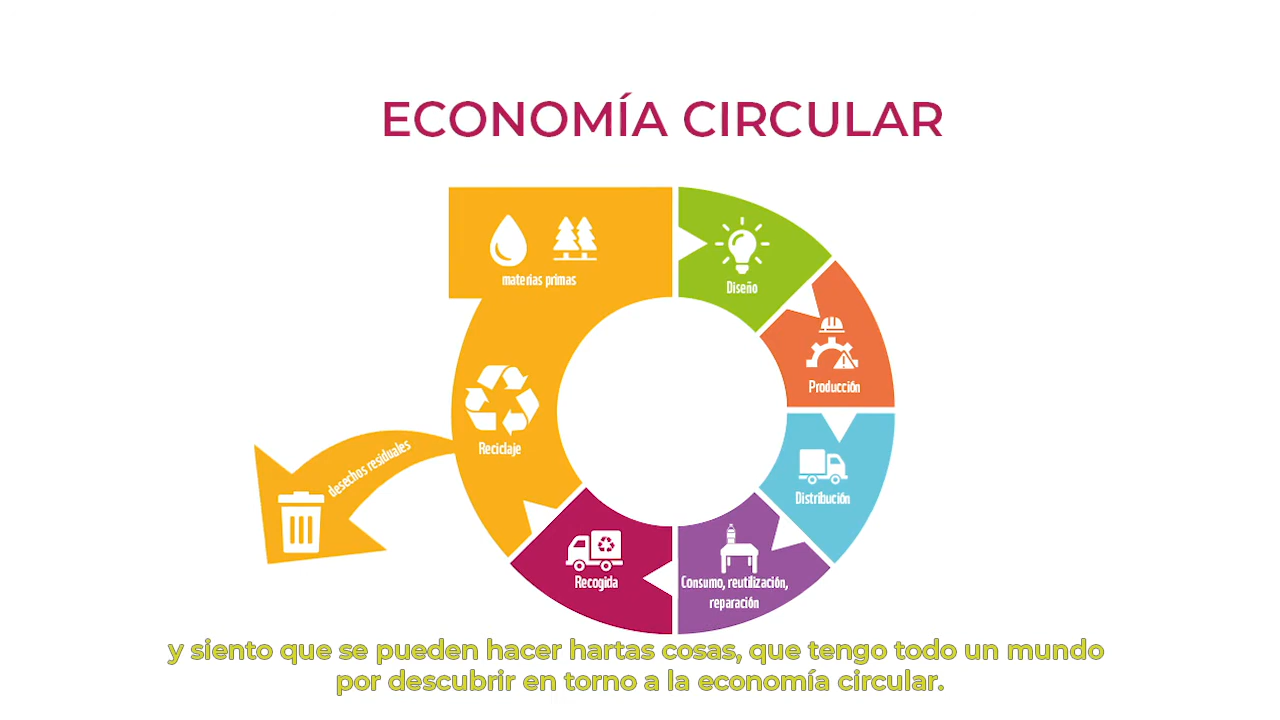 ECONOMÍA CIRCULAR
materias primas
Diseño
Producción
Distribución
Consumo, reutilización,
reparación
Recogida
Reciclaje
desechos residuales
y siento que se pueden hacer hartas cosas, que tengo todo un mundo
por descubrir en torno a la economía circular.